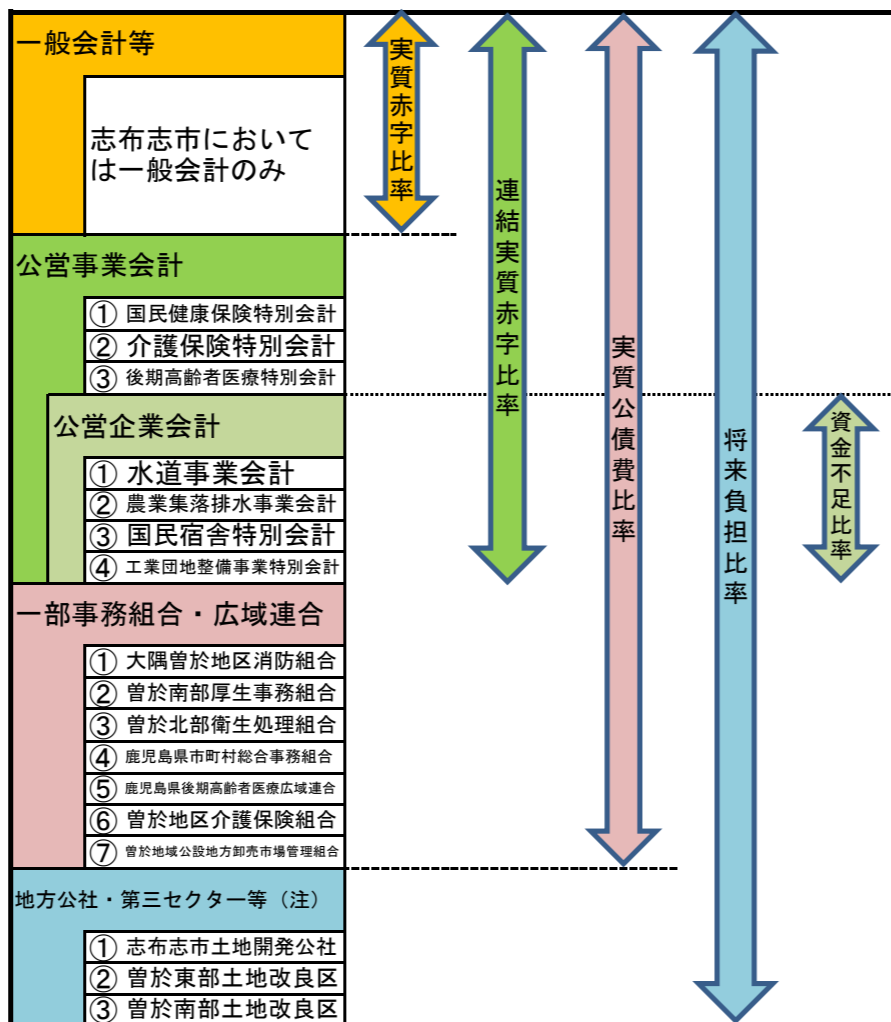 一般会計等
志布志市において
は一般会計のみ
公営事業会計
① 国民健康保険特別会計
② 介護保険特別会計
③ 後期高齢者医療特別会計
公営企業会計
① 水道事業会計
② 農業集落排水事業会計
③ 国民宿舎特別会計
④ 工業団地整備事業特別会計
一部事務組合・広域連合
① 大隅曽於地区消防組合
② 曽於南部厚生事務組合
③ 曽於北部衛生処理組合
④ 鹿児島県市町村総合事務組合
⑤ 鹿児島県後期高齢者医療広域連合
⑥ 曽於地区介護保険組合
⑦ 曽於地域公設地方卸売市場管理組合
地方公社・第三セクター等（注）
① 志布志市土地開発公社
② 曽於東部土地改良区
③ 曽於南部土地改良区
実質赤字比率
連結実質赤字比率
実質公債費比率
将来負担比率
資金不足比率